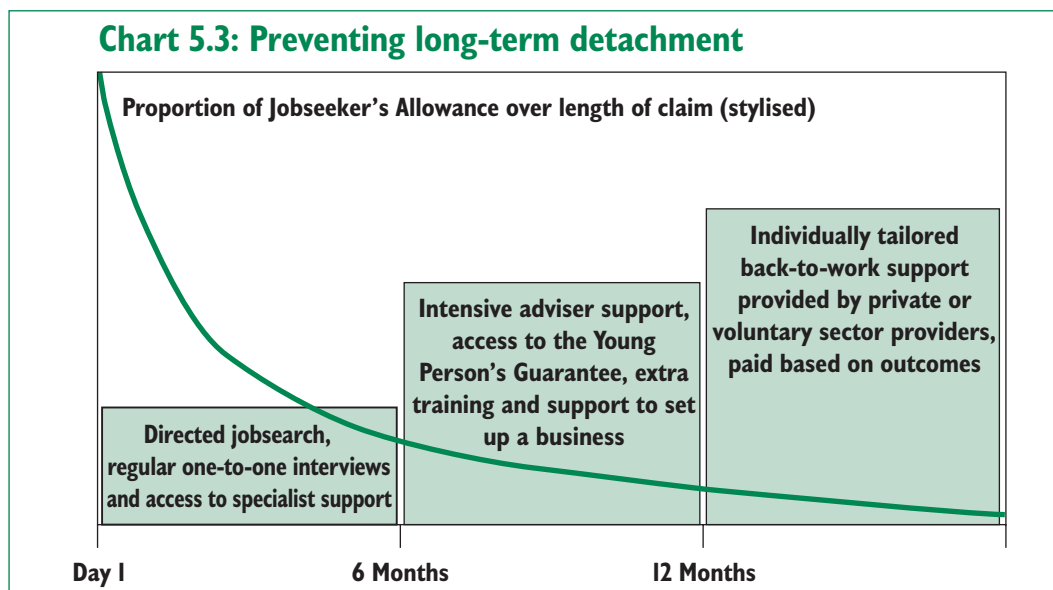 Chart 5.3: Preventing long-term detachment
Proportion of Jobseeker’s Allowance over length of claim (stylised)
Directed jobsearch,
regular one-to-one interviews
and access to specialist support
Intensive adviser support,
access to the Young
Person’s Guarantee, extra
training and support to set
up a business
Individually tailored
back-to-work support
provided by private or
voluntary sector providers,
paid based on outcomes
Day 1
6 Months
12 Months